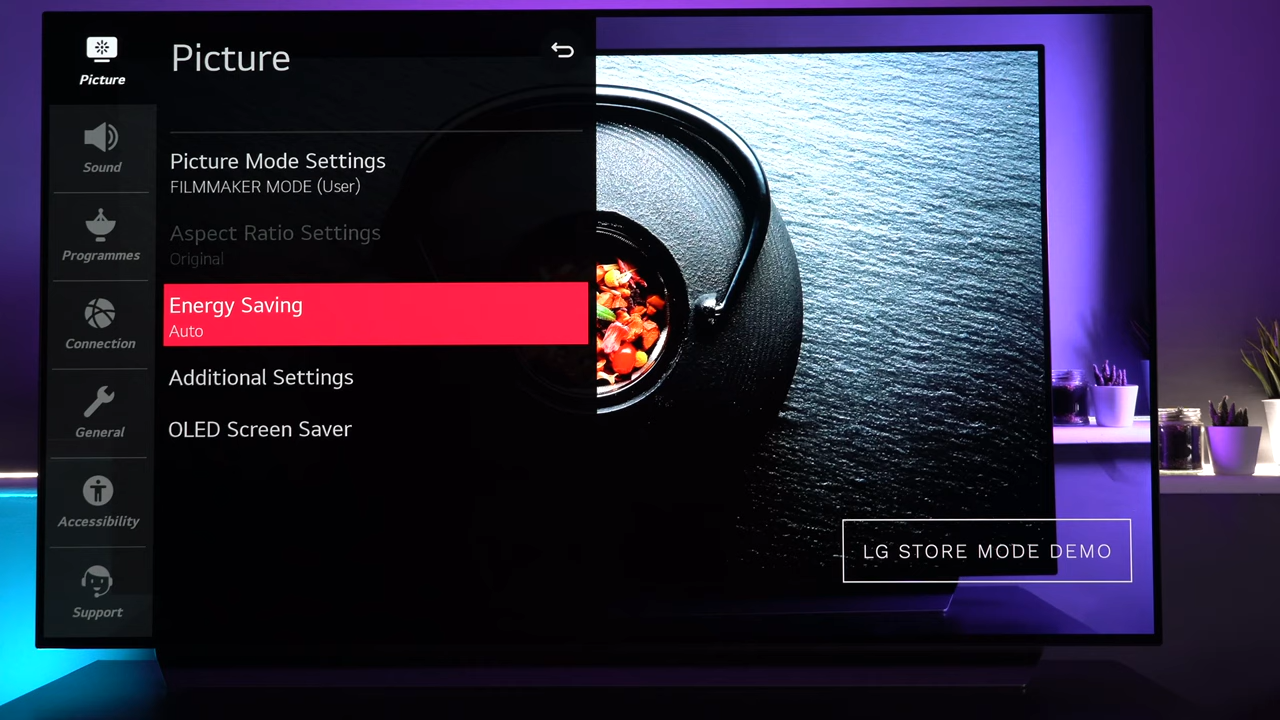 Picture
Sound
Programmes
Connection
General
Accessibility
Support
Picture
Picture Mode Settings
FILMMAKER MODE (User)
Aspect Ratio Settings
Original
Energy Saving
Auto
Additional Settings
OLED Screen Saver
LG STORE MODE DEMO